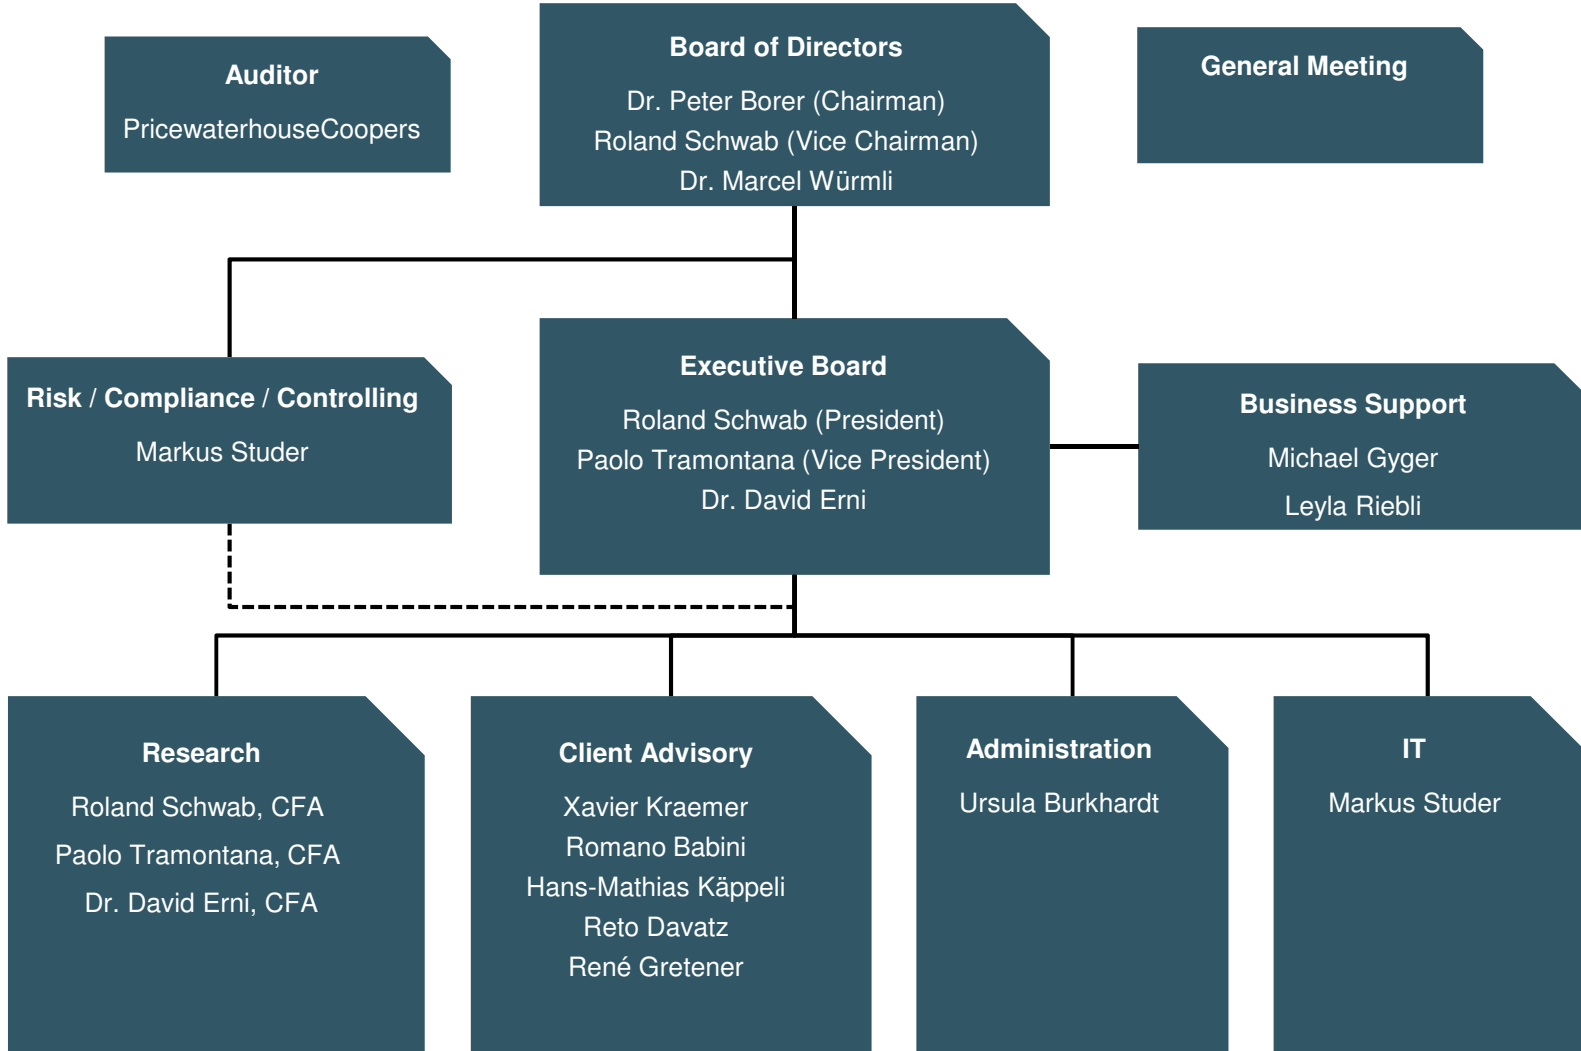 Auditor
PricewaterhouseCoopers
Board of Directors
Dr. Peter Borer (Chairman)
Roland Schwab (Vice Chairman)
Dr. Marcel Würmli
General Meeting
Risk / Compliance / Controlling
Markus Studer
Executive Board
Roland Schwab (President)
Paolo Tramontana (Vice President)
Dr. David Erni
Business Support
Michael Gyger
Leyla Riebli
Research
Roland Schwab, CFA
Paolo Tramontana, CFA
Dr. David Erni, CFA
Client Advisory
Xavier Kraemer
Romano Babini
Hans-Mathias Käppeli
Reto Davatz
René Gretener
Administration
Ursula Burkhardt
IT
Markus Studer